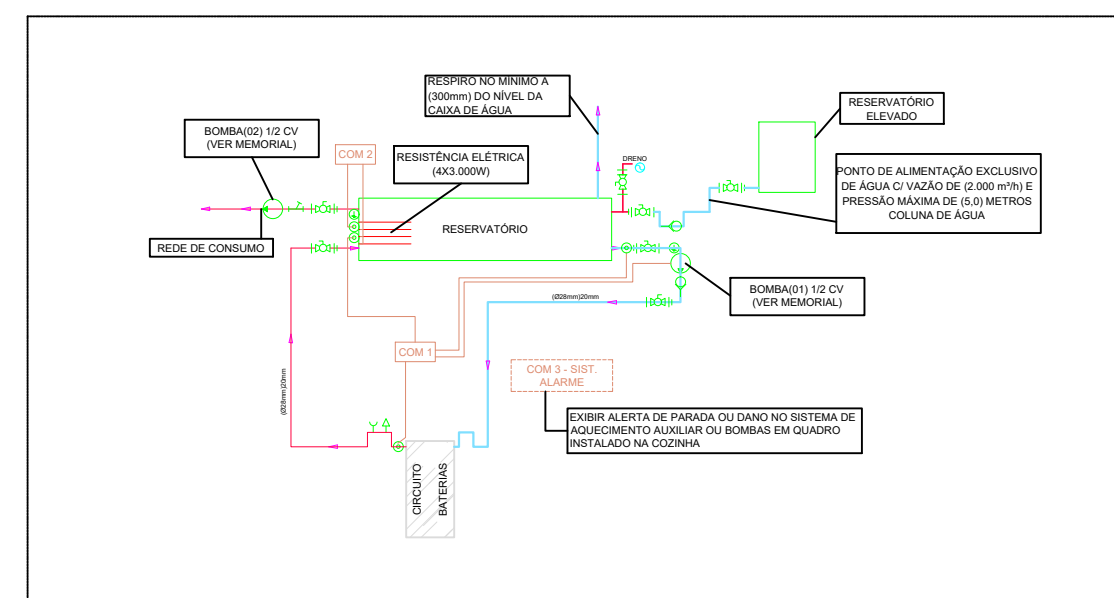 RESPIRO NO MÍNIMO A
(300mm) DO NÍVEL DA
CAIXA DE ÁGUA
RESERVATÓRIO
ELEVADO
BOMBA(02) 1/2 CV
(VER MEMORIAL)
COM 2
RESISTÊNCIA ELÉTRICA
(4X3.000W)
DRENO
PONTO DE ALIMENTAÇÃO EXCLUSIVO
DE ÁGUA C/ VAZÃO DE (2.000 m³/h) E
PRESSÃO MÁXIMA DE (5,0) METROS
COLUNA DE ÁGUA
RESERVATÓRIO
REDE DE CONSUMO
BOMBA(01) 1/2 CV
(VER MEMORIAL)
(Ø28mm)20mm
COM 1
COM 3 - SIST.
ALARME
(Ø28mm)20mm
EXIBIR ALERTA DE PARADA OU DANO NO SISTEMA DE
AQUECIMENTO AUXILIAR OU BOMBAS EM QUADRO
INSTALADO NA COZINHA
CIRCUITO
BATERIAS